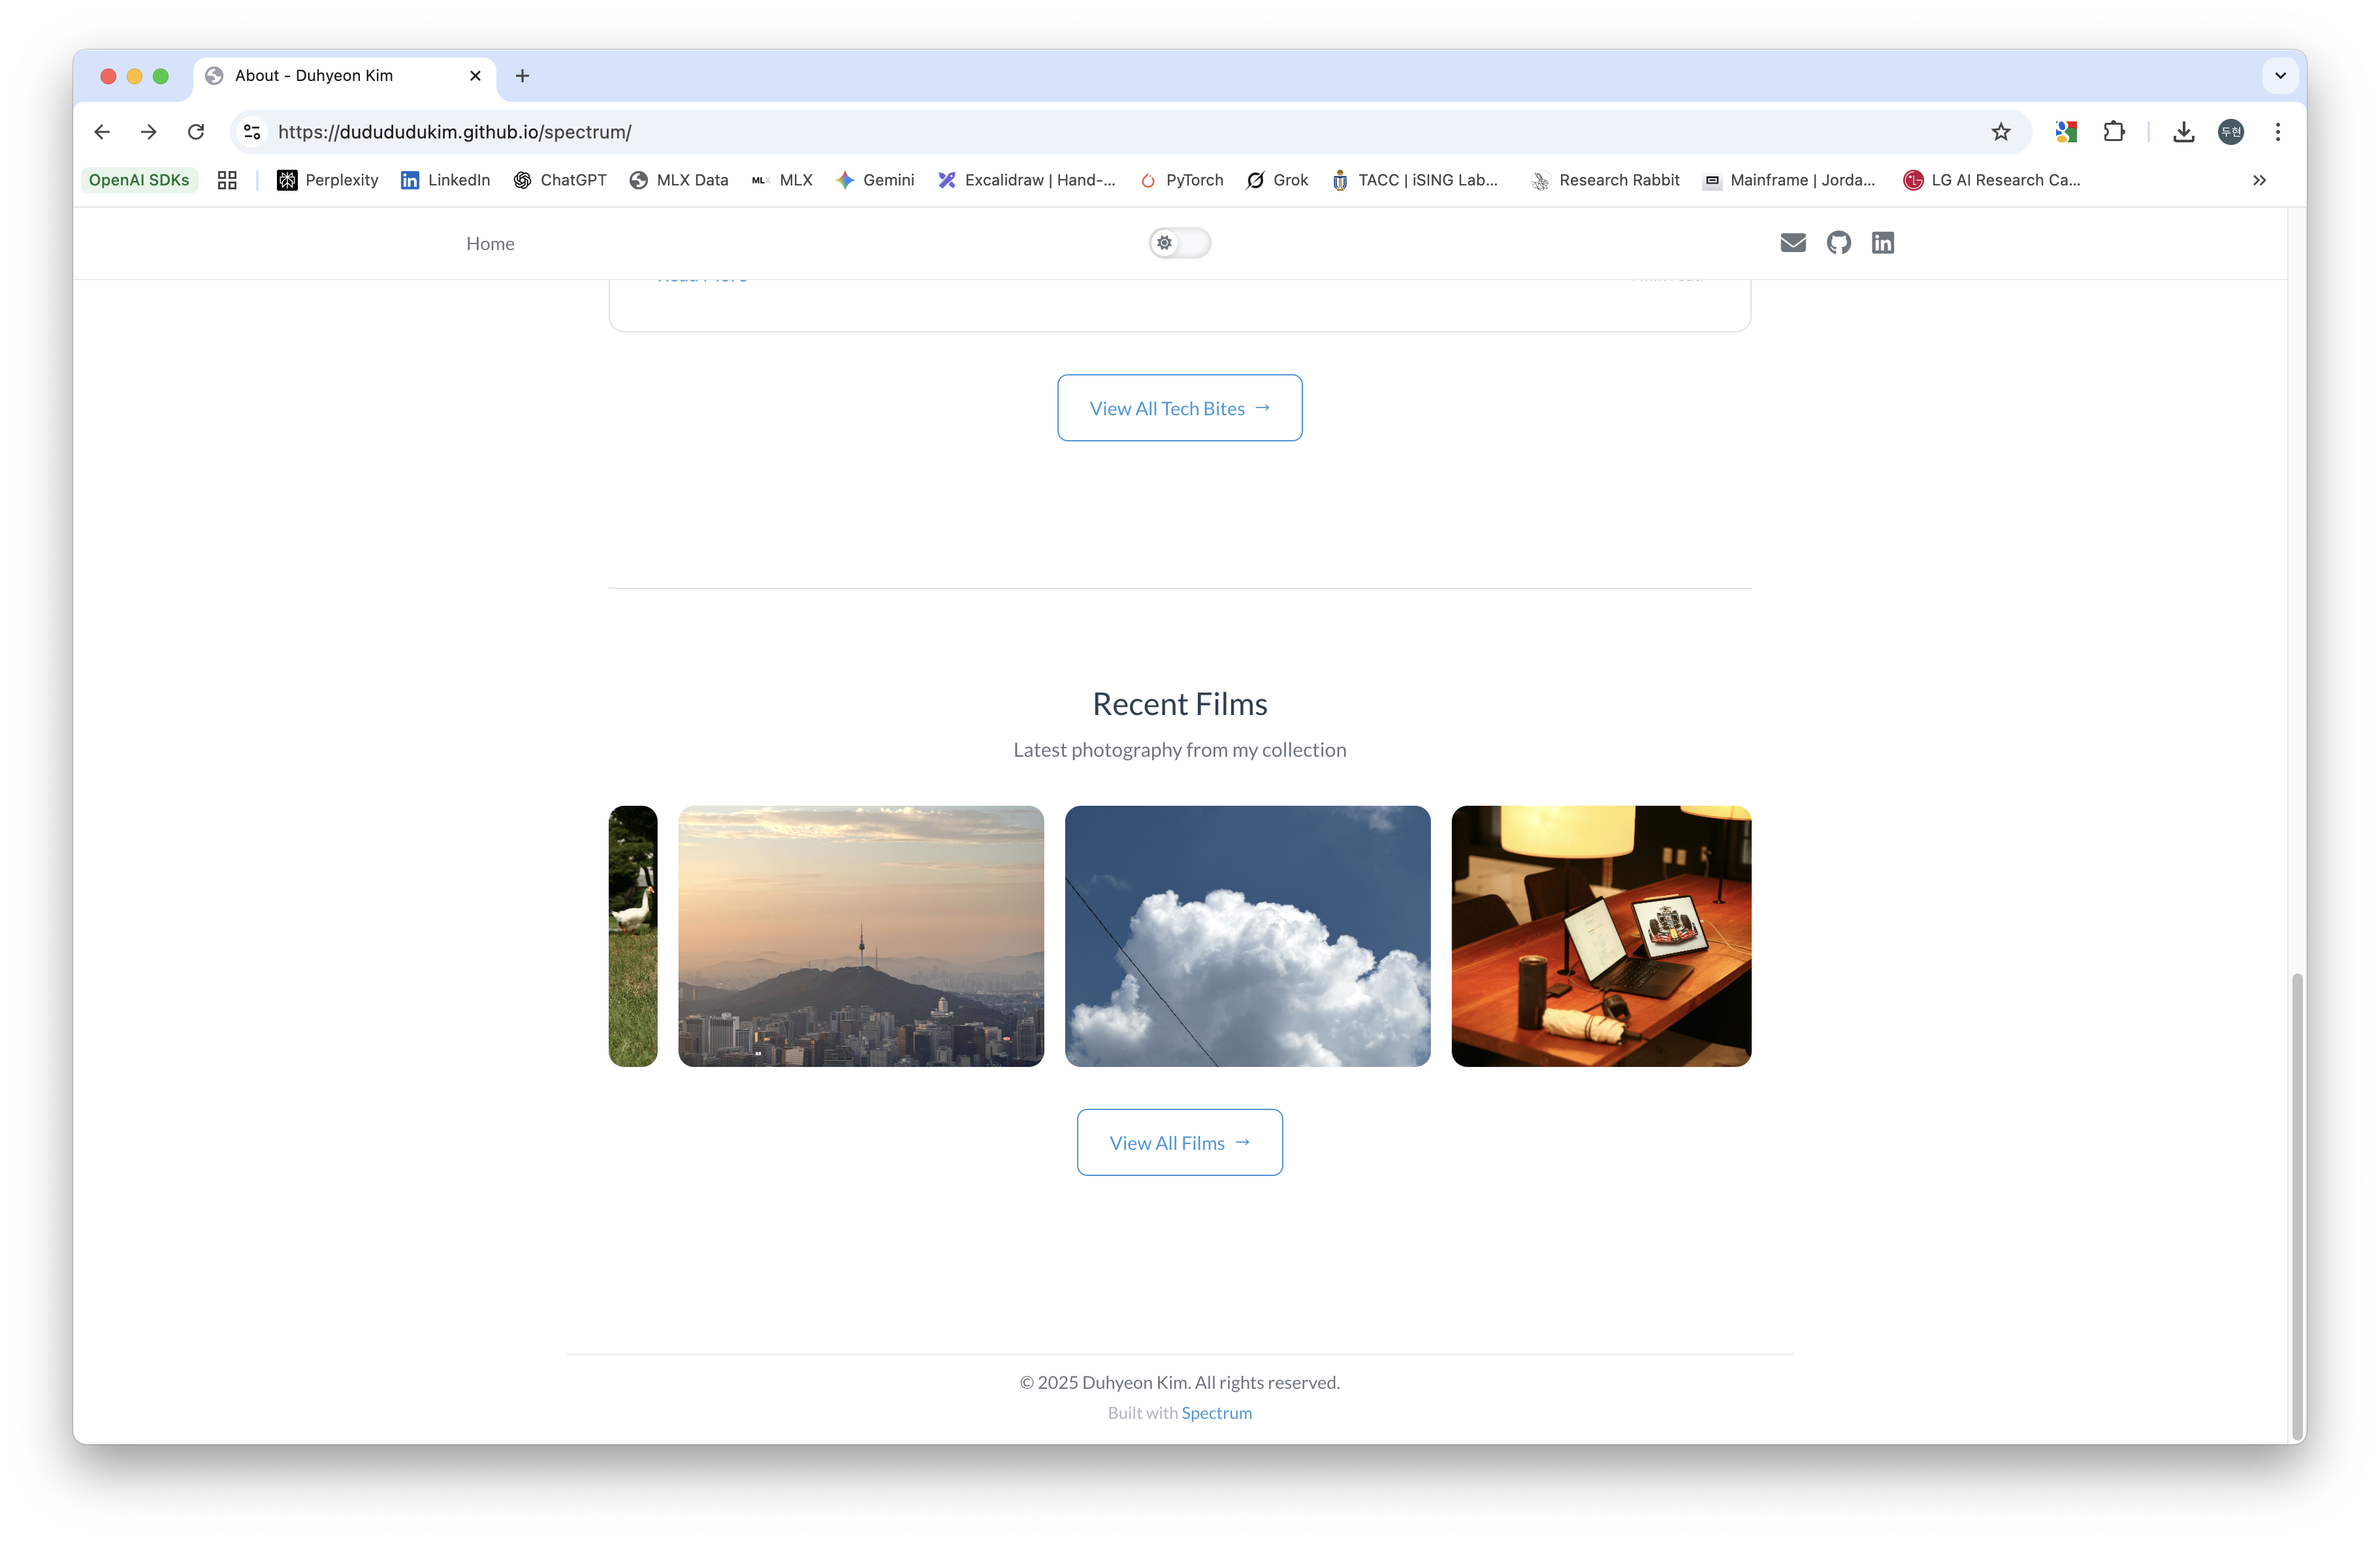 About - Duhyeon Kim
https://dudududukim.github.io/spectrum/
두현
OpenAI SDKs
Perplexity
LinkedIn
ChatGPT
MLX Data
MLX
Gemini
Excalidraw | Hand-...
PyTorch
Grok
TACC | iSING Lab...
Research Rabbit
Mainframe | Jorda...
LG AI Research Ca...
Home
View All Tech Bites →
Recent Films
Latest photography from my collection
View All Films →
© 2025 Duhyeon Kim. All rights reserved.
Built with Spectrum